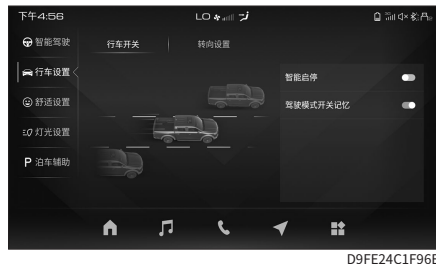 下午4:56
LO
智能驾驶
行车开关
转向设置
行车设置
智能启停
舒适设置
驾驶模式开关记忆
灯光设置
P 泊车辅助
D9FE24C1F96E